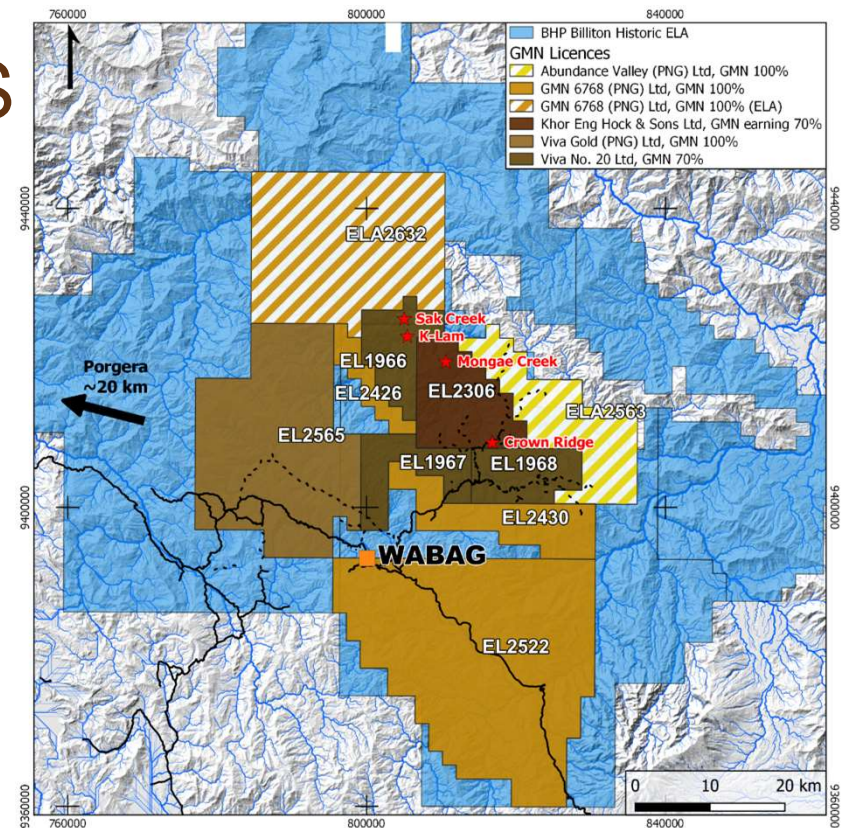 S
760000
800000
840000
BHP Billiton Historic ELA
GMN Licences
Abundance Valley (PNG) Ltd, GMN 100%
GMN 6768 (PNG) Ltd, GMN 100%
GMN 6768 (PNG) Ltd, GMN 100% (ELA)
Khor Eng Hock & Sons Ltd, GMN earning 70%
Viva Gold (PNG) Ltd, GMN 100%
Viva No. 20 Ltd, GMN 70%
9440000
9440000
ELA2632
Sak Creek
K-Lam
Porgera
~20 km
EL1966
Mongae Creek
EL2426
EL2306
ELA2563
EL2565
Crown Ridge
EL1967
EL1968
9400000
9400000
EL2430
WABAG
EL2522
0 10 20 km
9360000
9360000
760000
800000
840000